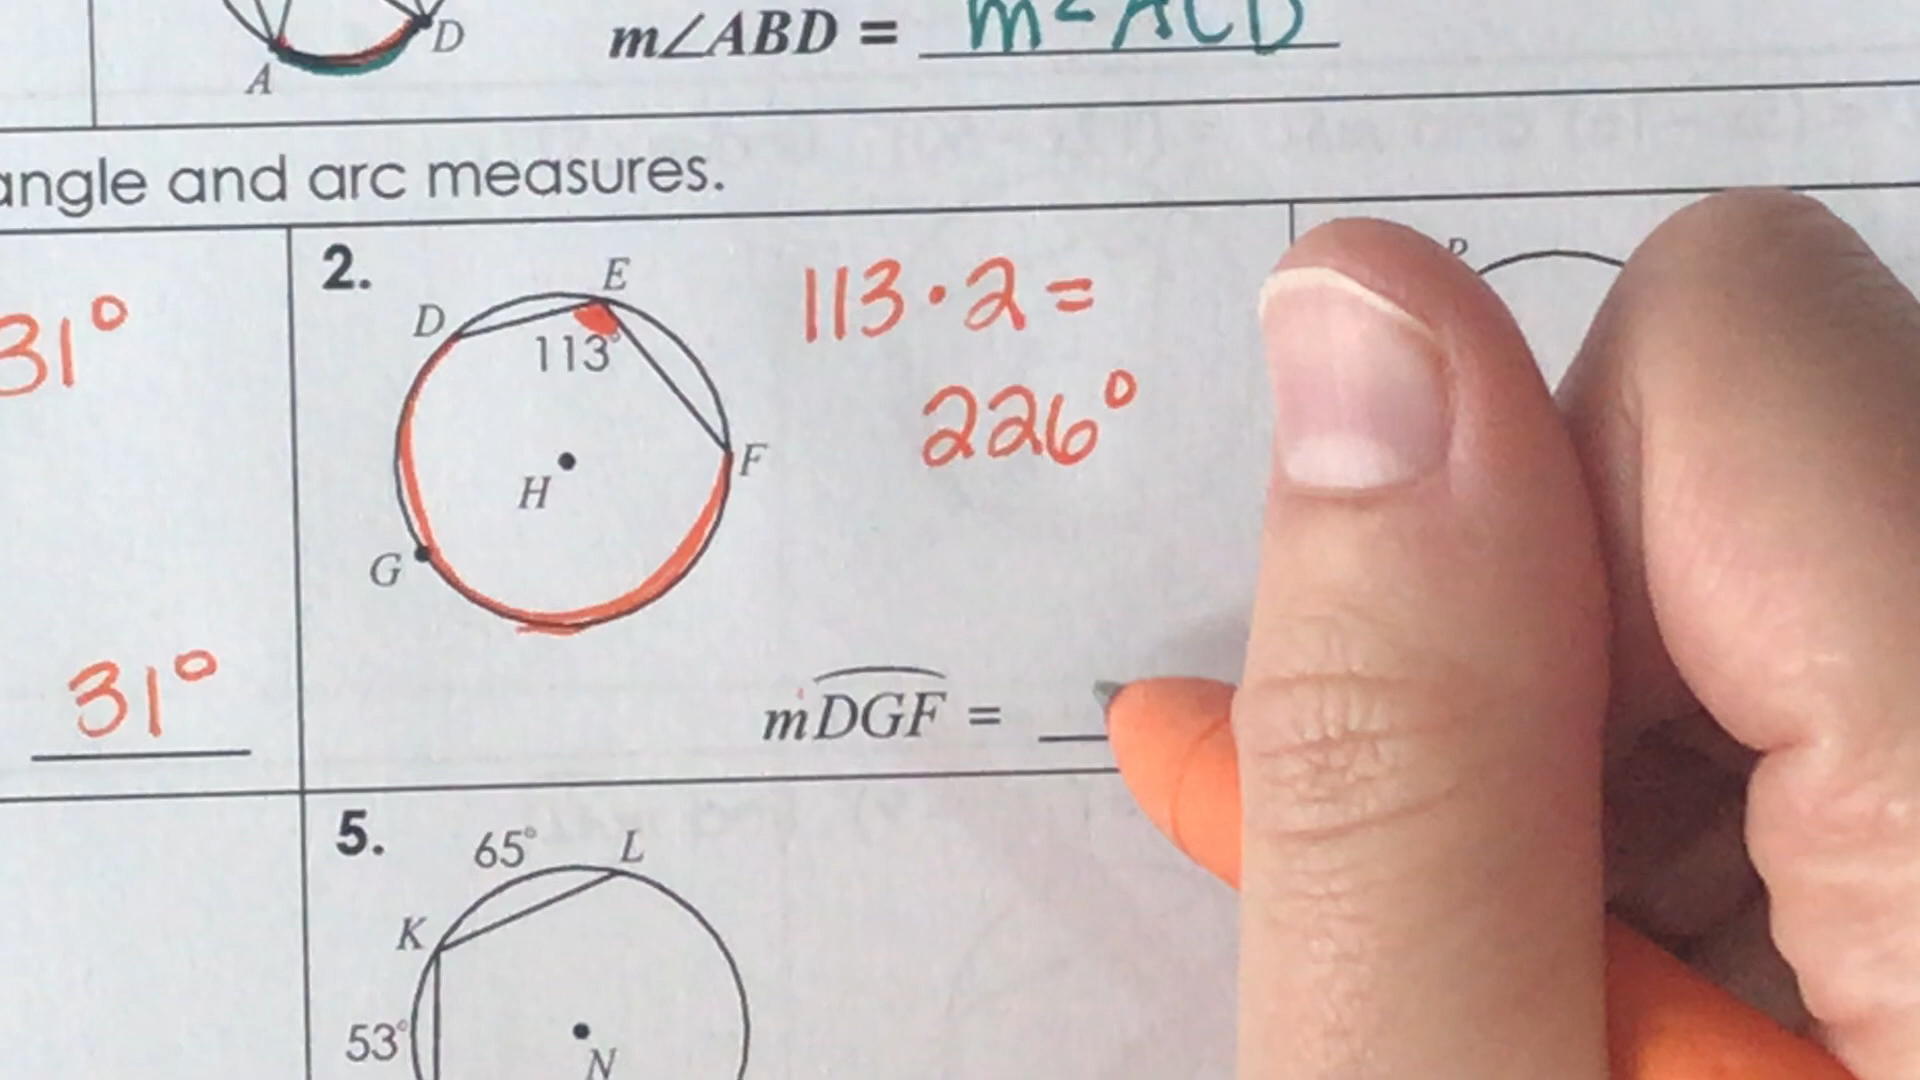 D
A
m∠ABD = m∠ACD
angle and arc measures.
31°
31°
2.
E
D
113°
H
F
G
113·2=
226°
mDGF =
5.
65°
L
K
53°
N